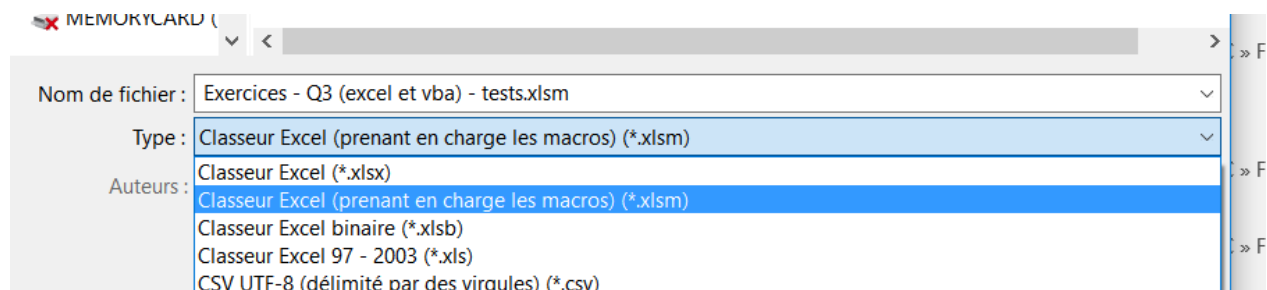 MEMORYCARD (
» F
Nom de fichier : Exercices - Q3 (excel et vba) - tests.xlsm
Type : Classeur Excel (prenant en charge les macros) (*.xlsm)
Auteurs :
Classeur Excel (*.xlsx)
» F
Classeur Excel (prenant en charge les macros) (*.xlsm)
Classeur Excel binaire (*.xlsb)
» F
Classeur Excel 97 - 2003 (*.xls)
CSV UTF-8 (délimité par des virgules) (*.csv)